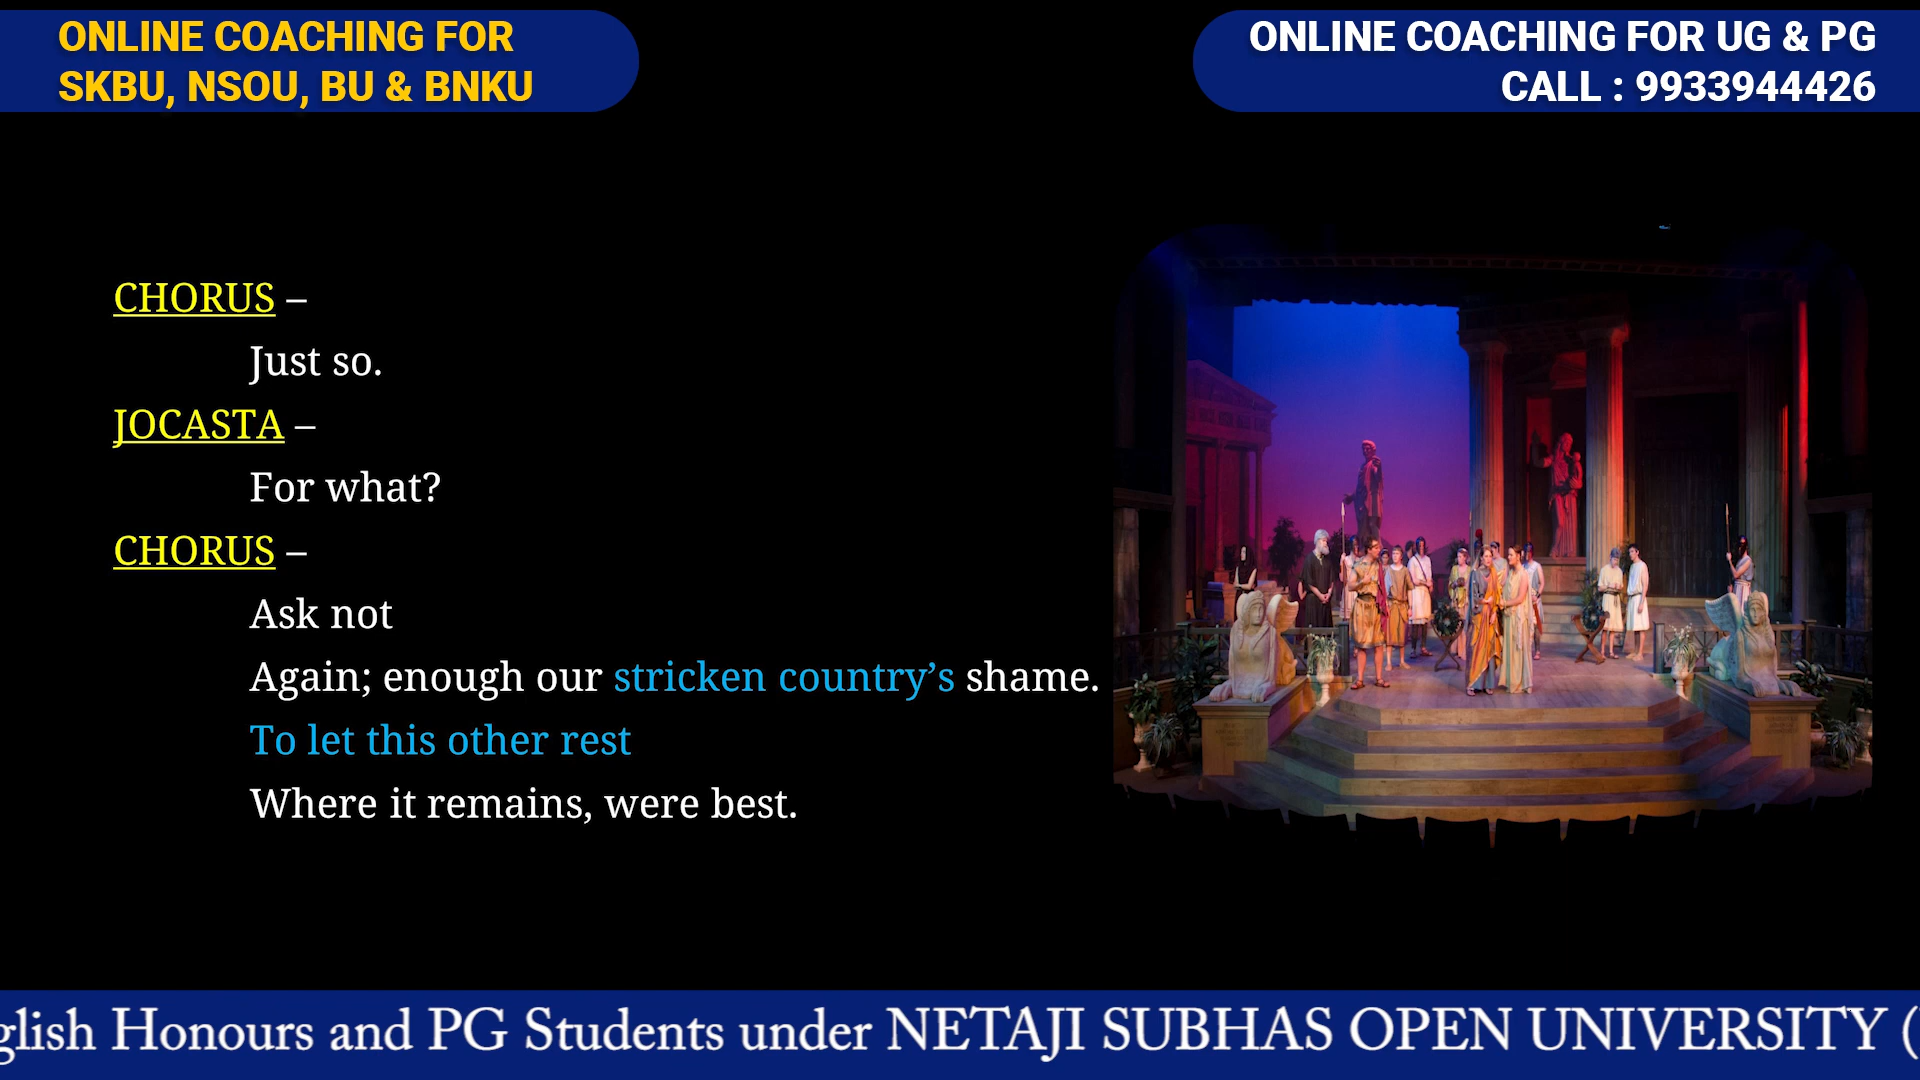 ONLINE COACHING FOR
SKBU, NSOU, BU & BNKU
ONLINE COACHING FOR UG & PG
CALL : 9933944426
CHORUS –
Just so.
JOCASTA –
For what?
CHORUS –
Ask not
Again; enough our stricken country’s shame.
To let this other rest
Where it remains, were best.
glish Honours and PG Students under NETAJI SUBHAS OPEN UNIVERSITY (